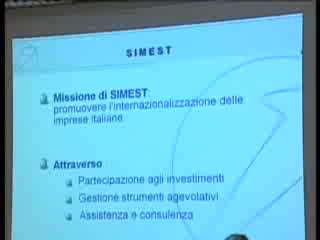 SIMEST
Missione di SIMEST:
promuovere l'internazionalizzazione delle
imprese italiane
Attraverso :
Partecipazione agli investimenti
Gestione strumenti agevolativi
Assistenza e consulenza